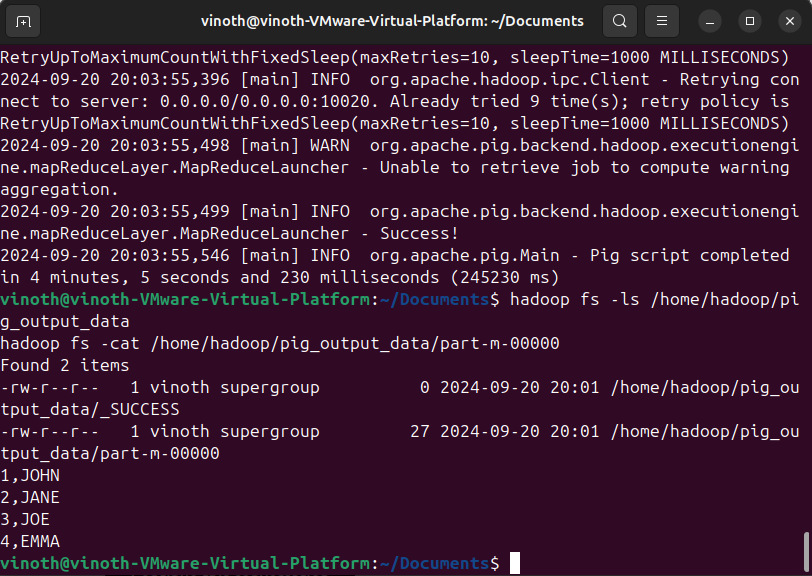 vinoth@vinoth-VMware-Virtual-Platform: ~/Documents
RetryUpToMaximumCountWithFixedSleep(maxRetries=10, sleepTime=1000 MILLISECONDS)
2024-09-20 20:03:55,396 [main] INFO  org.apache.hadoop.ipc.Client - Retrying con
nect to server: 0.0.0.0/0.0.0.0:10020. Already tried 9 time(s); retry policy is
RetryUpToMaximumCountWithFixedSleep(maxRetries=10, sleepTime=1000 MILLISECONDS)
2024-09-20 20:03:55,498 [main] WARN  org.apache.pig.backend.hadoop.executionengi
ne.mapReduceLayer.MapReduceLauncher - Unable to retrieve job to compute warning
aggregation.
2024-09-20 20:03:55,499 [main] INFO  org.apache.pig.backend.hadoop.executionengi
ne.mapReduceLayer.MapReduceLauncher - Success!
2024-09-20 20:03:55,546 [main] INFO  org.apache.pig.Main - Pig script completed
in 4 minutes, 5 seconds and 230 milliseconds (245230 ms)
vinoth@vinoth-VMware-Virtual-Platform:~/Documents$ hadoop fs -ls /home/hadoop/pi
g_output_data
hadoop fs -cat /home/hadoop/pig_output_data/part-m-00000
Found 2 items
-rw-r--r--   1 vinoth supergroup          0 2024-09-20 20:01 /home/hadoop/pig_ou
tput_data/_SUCCESS
-rw-r--r--   1 vinoth supergroup         27 2024-09-20 20:01 /home/hadoop/pig_ou
tput_data/part-m-00000
1,JOHN
2,JANE
3,JOE
4,EMMA
vinoth@vinoth-VMware-Virtual-Platform:~/Documents$